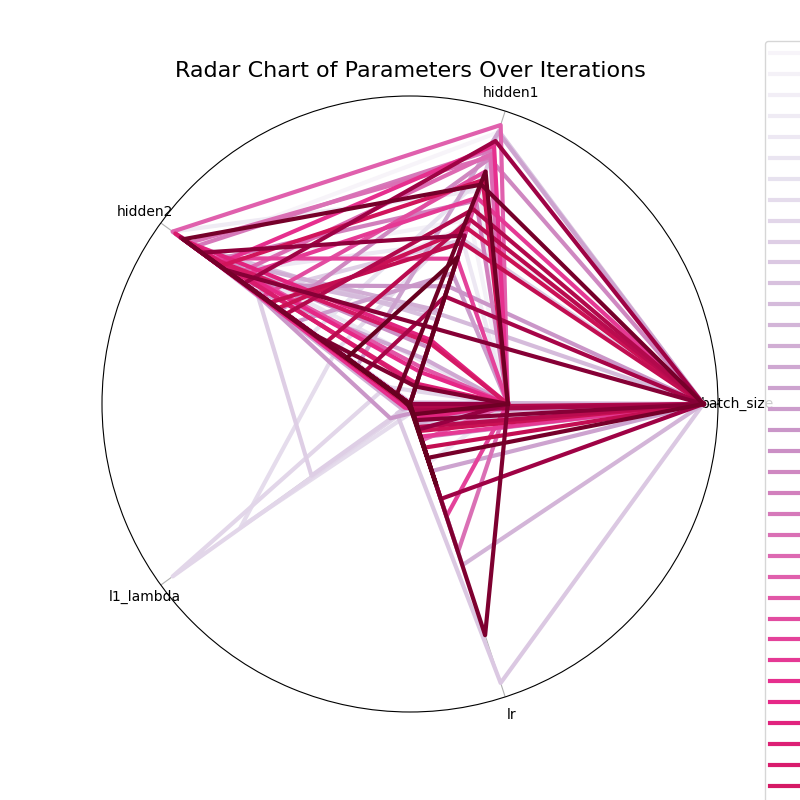 Radar Chart of Parameters Over Iterations
hidden1
hidden2
batch_size
l1_lambda
lr